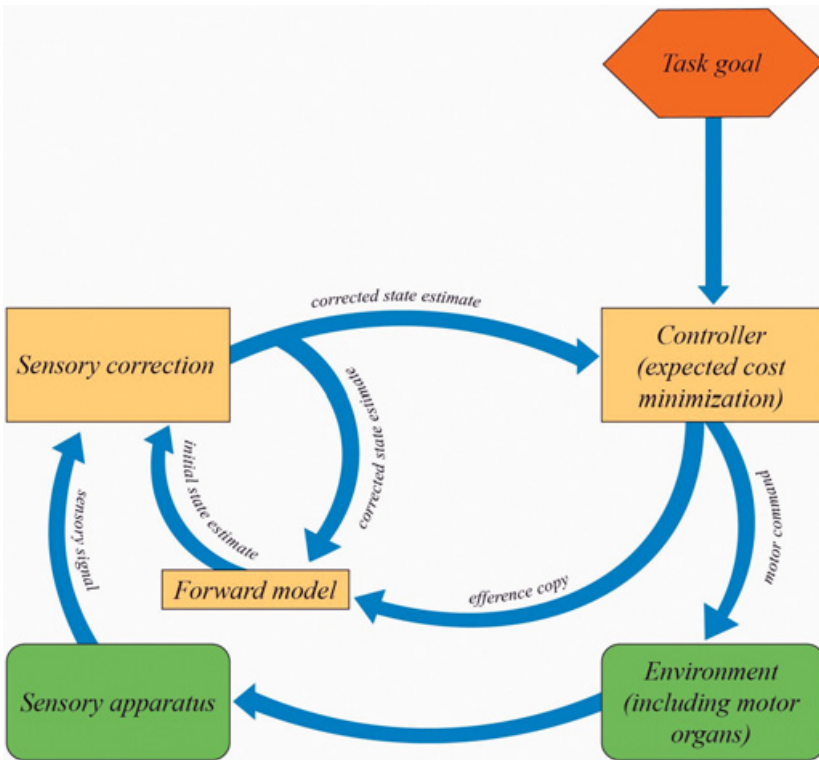 Task goal
corrected state estimate
Sensory correction
Controller
(expected cost
minimization)
corrected state estimate
initial state estimate
sensory signal
motor command
Forward model
efference copy
Sensory apparatus
Environment
(including motor
organs)